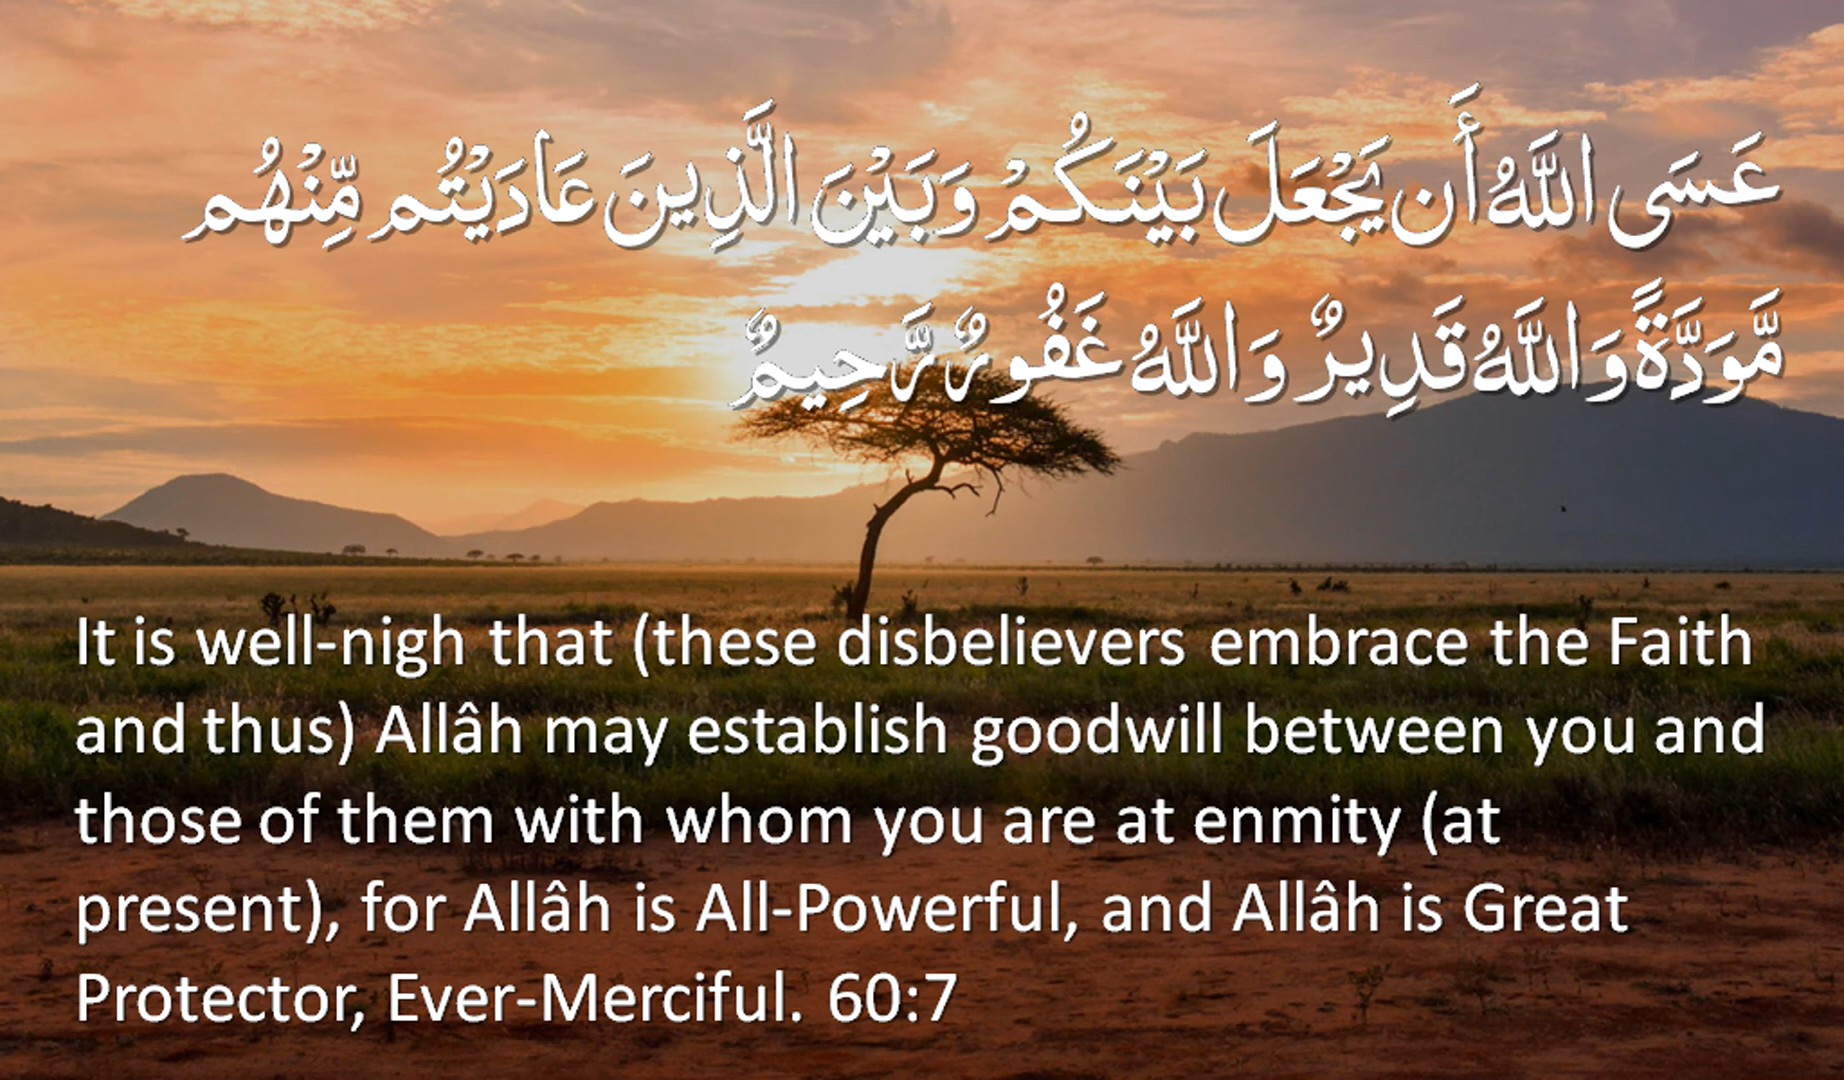 عَسَى اللَّهُ أَن يَجْعَلَ بَيْنَكُمْ وَبَيْنَ الَّذِينَ عَادَيْتُم مِّنْهُم
مَّوَدَّةً وَاللَّهُ قَدِيرٌ وَاللَّهُ غَفُورٌ رَّحِيمٌ
It is well-nigh that (these disbelievers embrace the Faith
and thus) Allâh may establish goodwill between you and
those of them with whom you are at enmity (at
present), for Allâh is All-Powerful, and Allâh is Great
Protector, Ever-Merciful. 60:7